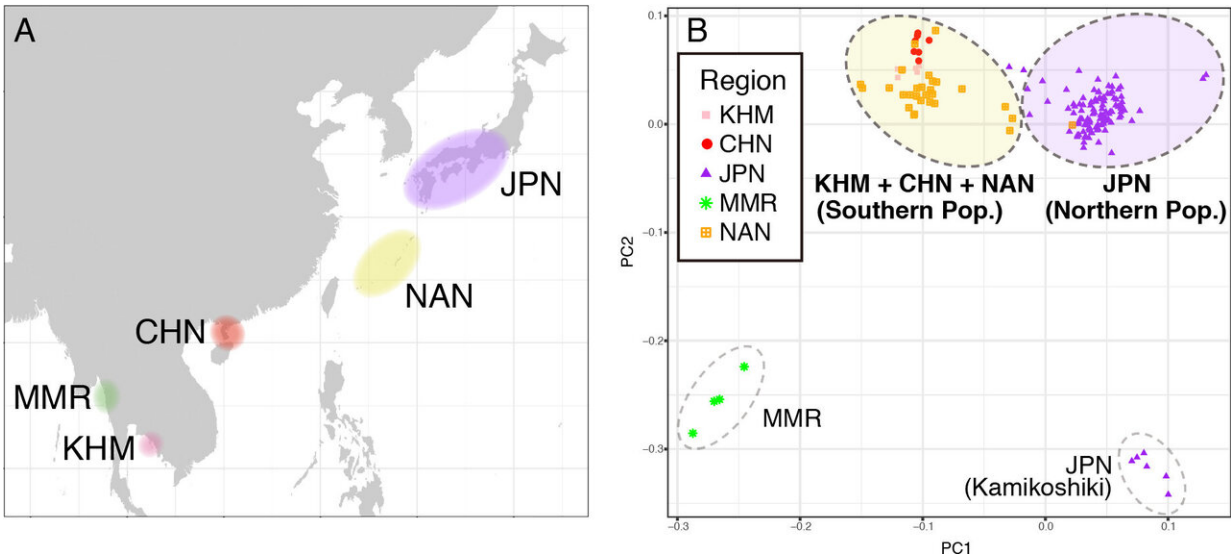 A
JPN
NAN
CHN
MMR
KHM
B
Region
KHM
CHN
JPN
MMR
NAN
KHM + CHN + NAN
(Southern Pop.)
JPN
(Northern Pop.)
MMR
JPN
(Kamikoshiki)
PC2
0.1
0.0
−0.1
−0.2
−0.3
−0.3
−0.2
−0.1
0.0
0.1
PC1